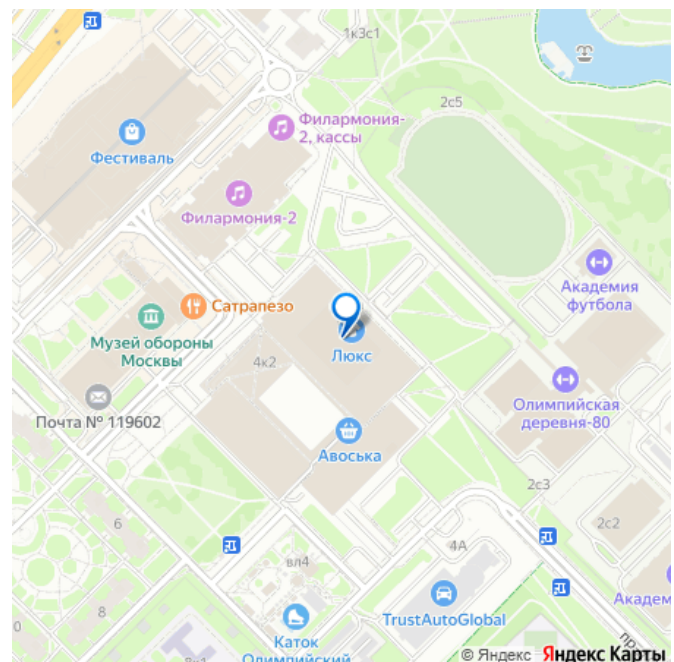 1к3с1
2с5
Филармония-
2, кассы
Фестиваль
Филармония-2
Академия
футбола
Сатрапезо
Музей обороны
Москвы
Люкс
4к2
Олимпийская
деревня-80
Почта № 119602
Авоська
2с3
2с2
6
4А
вл4
8
TrustAutoGlobal
Академ
Каток
Олимпийский
© Яндекс Яндекс Карты